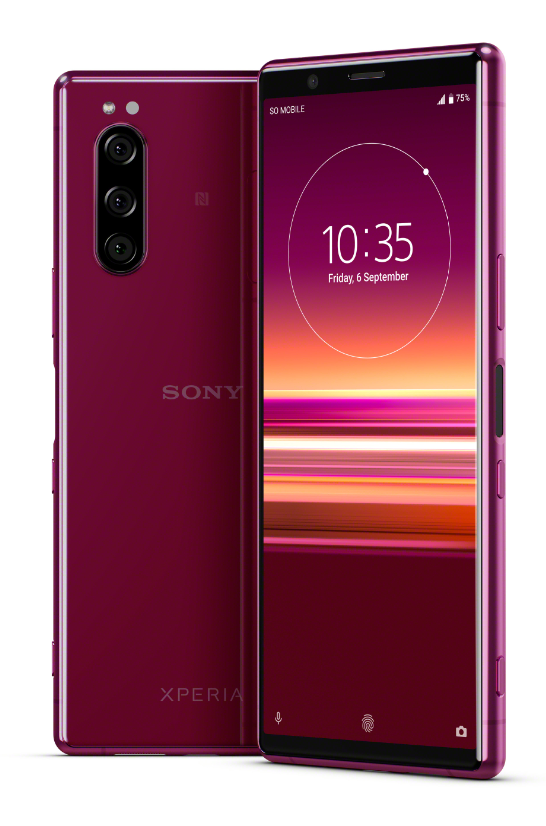 SO MOBILE
75%
10:35
Friday, 6 September
SONY
XPERIA